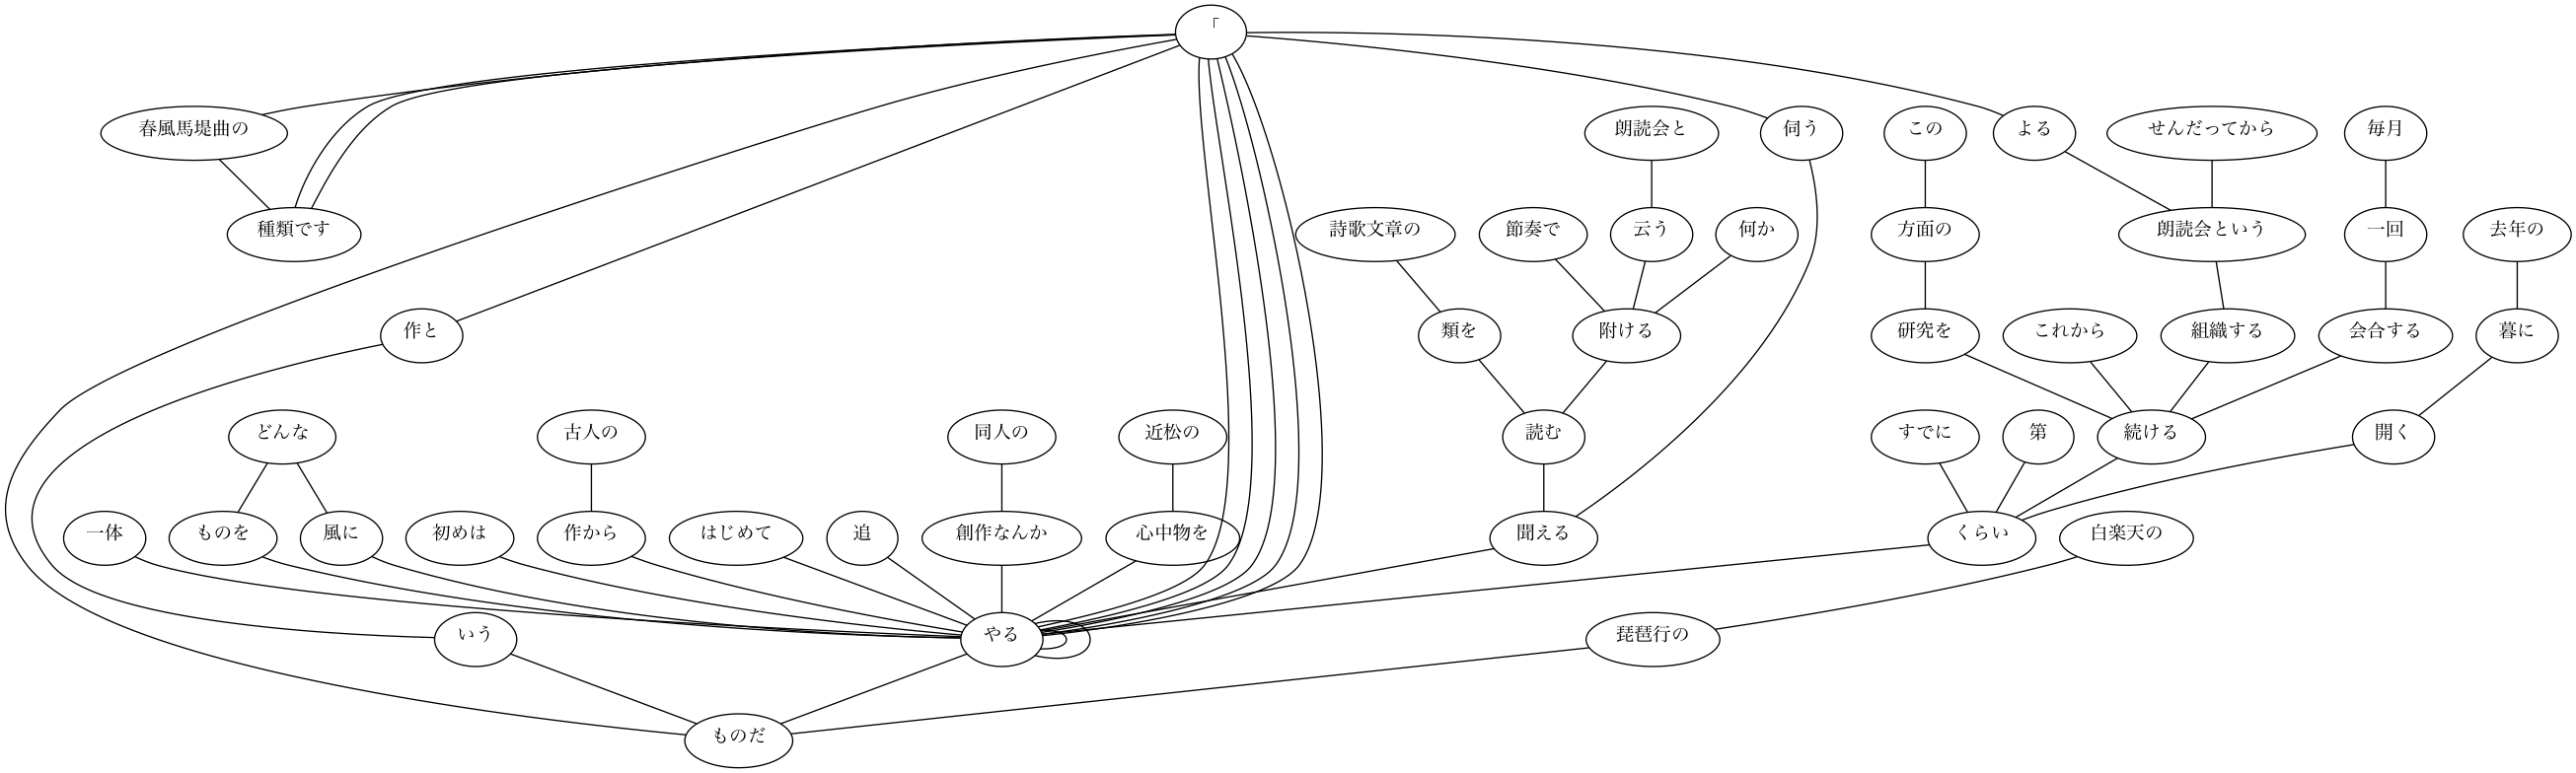 「
春風馬堤曲の
朗読会と
伺う
この
よる
せんだってから
毎月
種類です
詩歌文章の
節奏で
云う
何か
方面の
朗読会という
一回
去年の
作と
類を
附ける
研究を
これから
組織する
会合する
暮に
どんな
古人の
同人の
近松の
読む
すでに
第
続ける
開く
一体
ものを
風に
初めは
作から
はじめて
追
創作なんか
心中物を
聞える
くらい
白楽天の
いう
やる
琵琶行の
ものだ